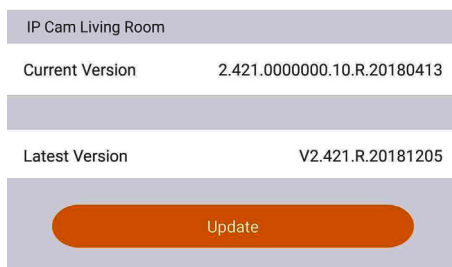 IP Cam Living Room
Current Version 2.421.0000000.10.R.20180413
Latest Version V2.421.R.20181205
Update